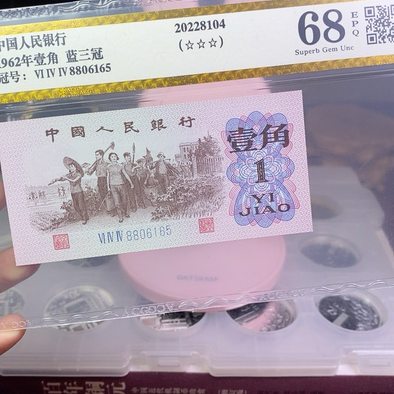 中国人民银行
1962年壹角 蓝三冠
冠号：VI IV IV 8806165
20228104
(☆☆☆)
68
EPQ
Superb Gem Unc
中國人民銀行
壹角
1
YI
JIAO
VI IV IV 8806165